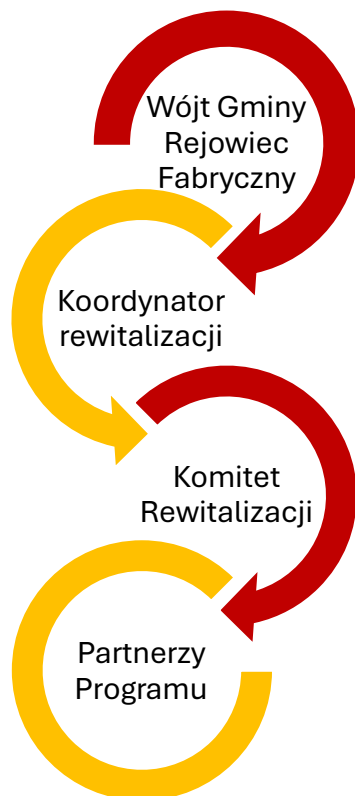 Wójt Gminy
Rejowiec
Fabryczny
Koordynator
rewitalizacji
Komitet
Rewitalizacji
Partnerzy
Programu